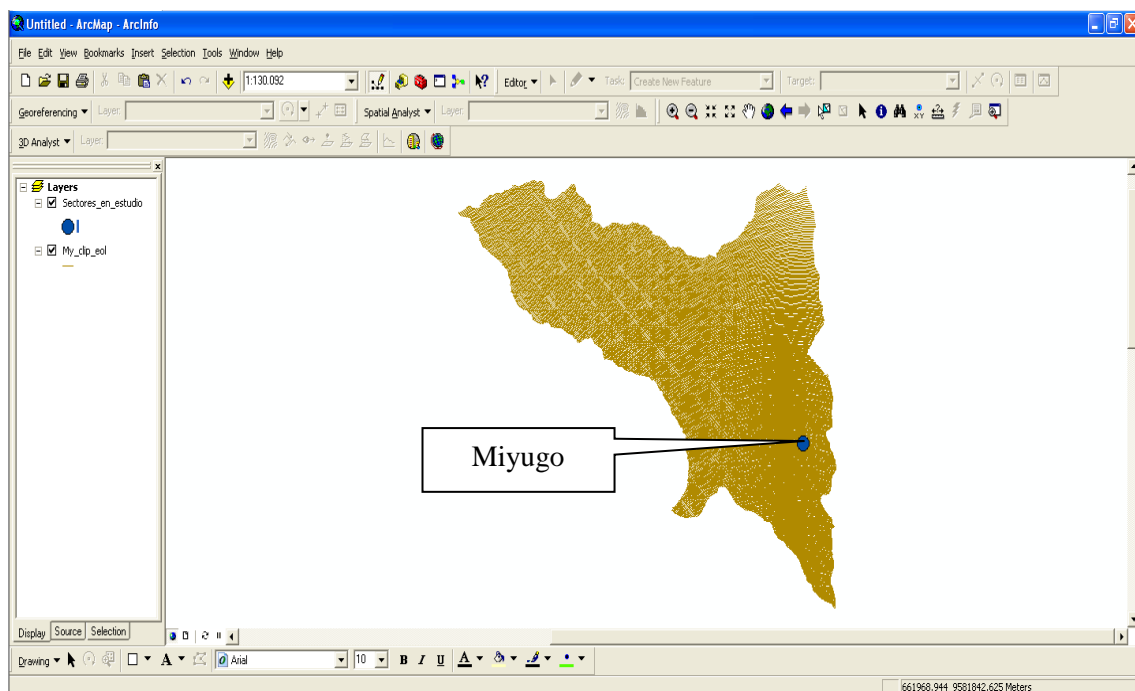 Untitled - ArcMap - ArcInfo
File Edit View Bookmarks Insert Selection Tools Window Help
1:130.092 Editor Task: Create New Feature Target:
Georeferencing Layer: Spatial Analyst Layer:
3D Analyst Layer:
Layers
Sectores_en_estudio
My_clip_eol
Miyugo
Display Source Selection
Drawing A Arial 10 B I U A
661968.944 9581842.625 Meters